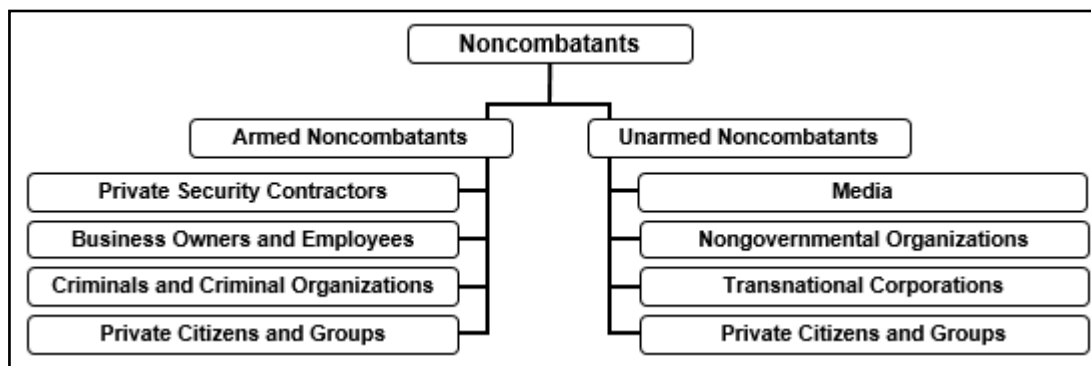 Noncombatants
Armed Noncombatants
Private Security Contractors
Business Owners and Employees
Criminals and Criminal Organizations
Private Citizens and Groups
Unarmed Noncombatants
Media
Nongovernmental Organizations
Transnational Corporations
Private Citizens and Groups